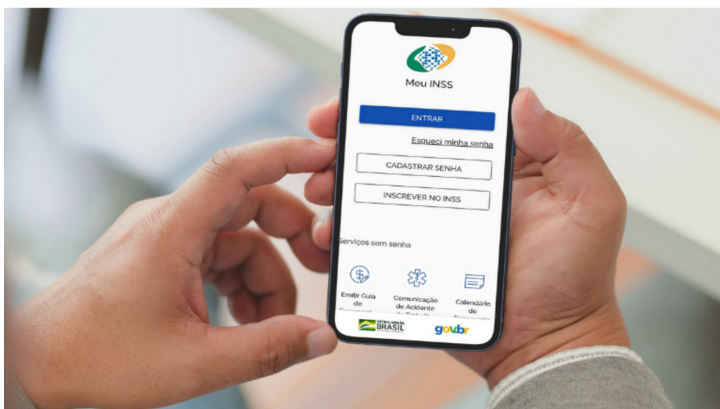 Meu INSS
ENTRAR
Esqueci minha senha
CADASTRAR SENHA
INSCREVER NO INSS
Serviços sem senha
Emitir Guia
de
Comunicação
de Acidente
Calendário
de
BRASIL
gov.br